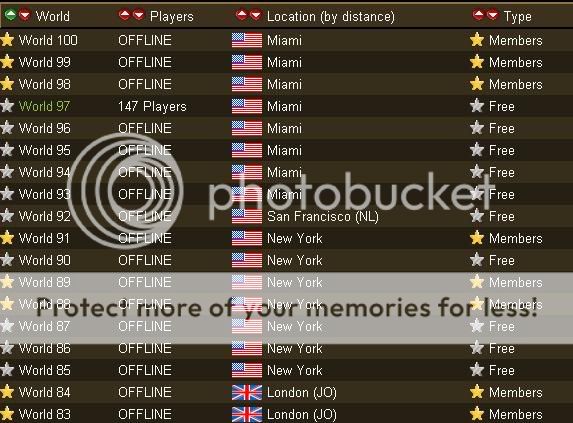 World Players Location (by distance) Type
World 100 OFFLINE Miami Members
World 99 OFFLINE Miami Members
World 98 OFFLINE Miami Members
World 97 147 Players Miami Free
World 96 OFFLINE Miami Free
World 95 OFFLINE Miami Free
World 94 OFFLINE Miami Free
World 93 OFFLINE Miami Free
photobucket
World 92 OFFLINE San Francisco (NL) Free
World 91 OFFLINE New York Members
World 90 OFFLINE New York Free
World 89 OFFLINE New York Members
World 88 OFFLINE New York Members
Protect more of your memories for less!
World 87 OFFLINE New York Free
World 86 OFFLINE New York Free
World 85 OFFLINE New York Free
World 84 OFFLINE London (JO) Members
World 83 OFFLINE London (JO) Members